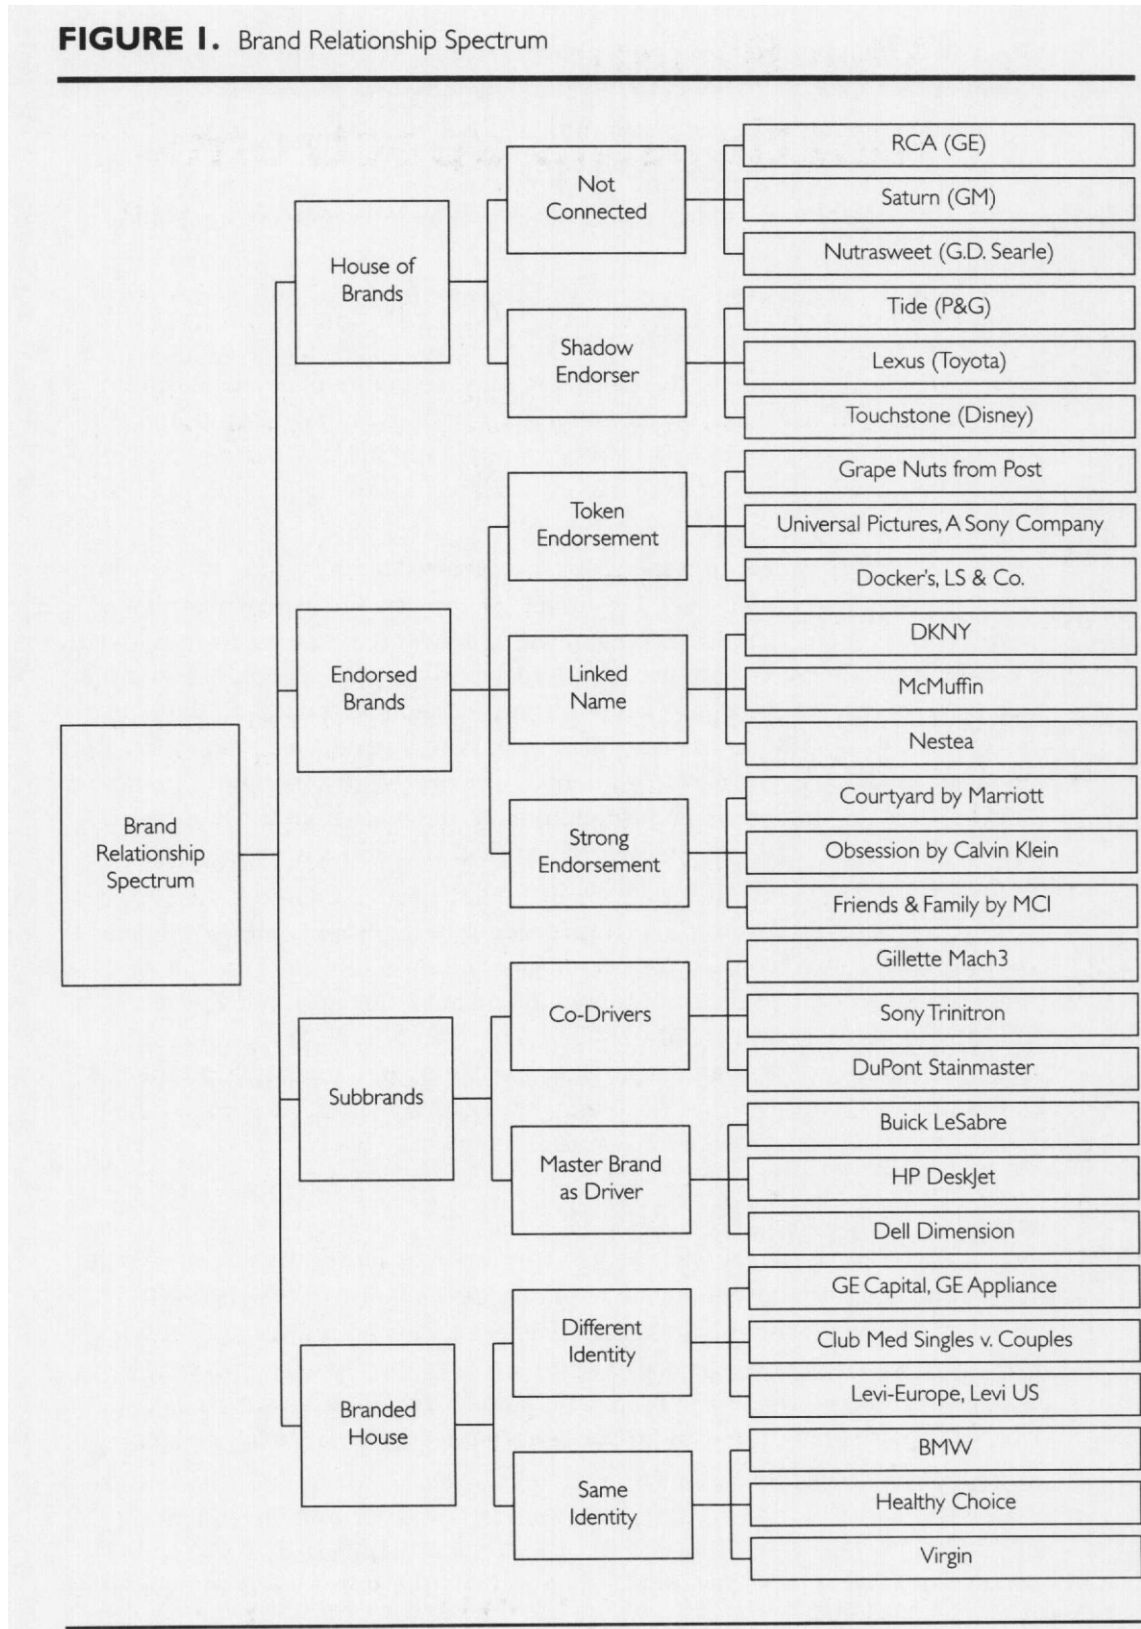 FIGURE 1. Brand Relationship Spectrum
Brand
Relationship
Spectrum
House of
Brands
Not
Connected
RCA (GE)
Saturn (GM)
Nutrasweet (G.D. Searle)
Shadow
Endorser
Tide (P&G)
Lexus (Toyota)
Touchstone (Disney)
Endorsed
Brands
Token
Endorsement
Grape Nuts from Post
Universal Pictures, A Sony Company
Docker's, LS & Co.
Linked
Name
DKNY
McMuffin
Nestea
Strong
Endorsement
Courtyard by Marriott
Obsession by Calvin Klein
Friends & Family by MCI
Subbrands
Co-Drivers
Gillette Mach3
Sony Trinitron
DuPont Stainmaster
Master Brand
as Driver
Buick LeSabre
HP DeskJet
Dell Dimension
Branded
House
Different
Identity
GE Capital, GE Appliance
Club Med Singles v. Couples
Levi-Europe, Levi US
Same
Identity
BMW
Healthy Choice
Virgin